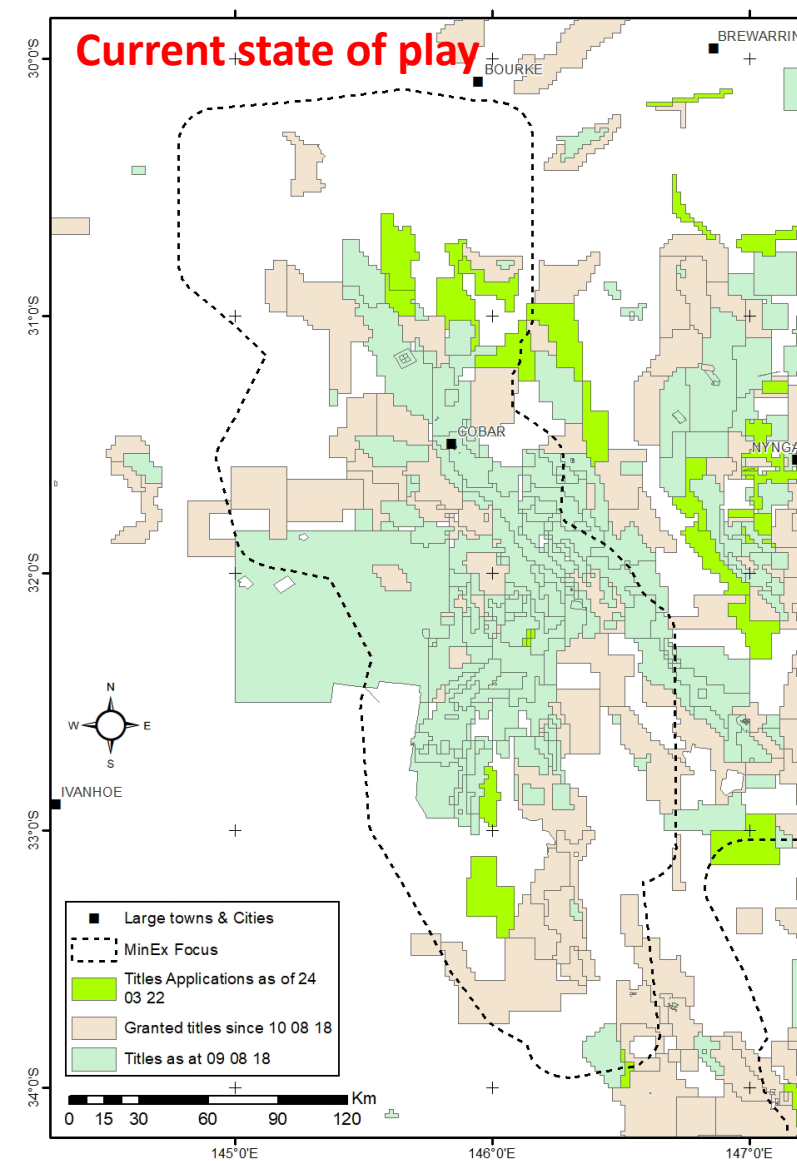 Current state of play
BREWARRIN
BOURKE
30°0'S
31°0'S
COBAR
NYNGA
32°0'S
N
W E
S
IVANHOE
33°0'S
Large towns & Cities
MinEx Focus
Titles Applications as of 24
03 22
Granted titles since 10 08 18
Titles as at 09 08 18
34°0'S
Km
0 15 30 60 90 120
145°0'E 146°0'E 147°0'E